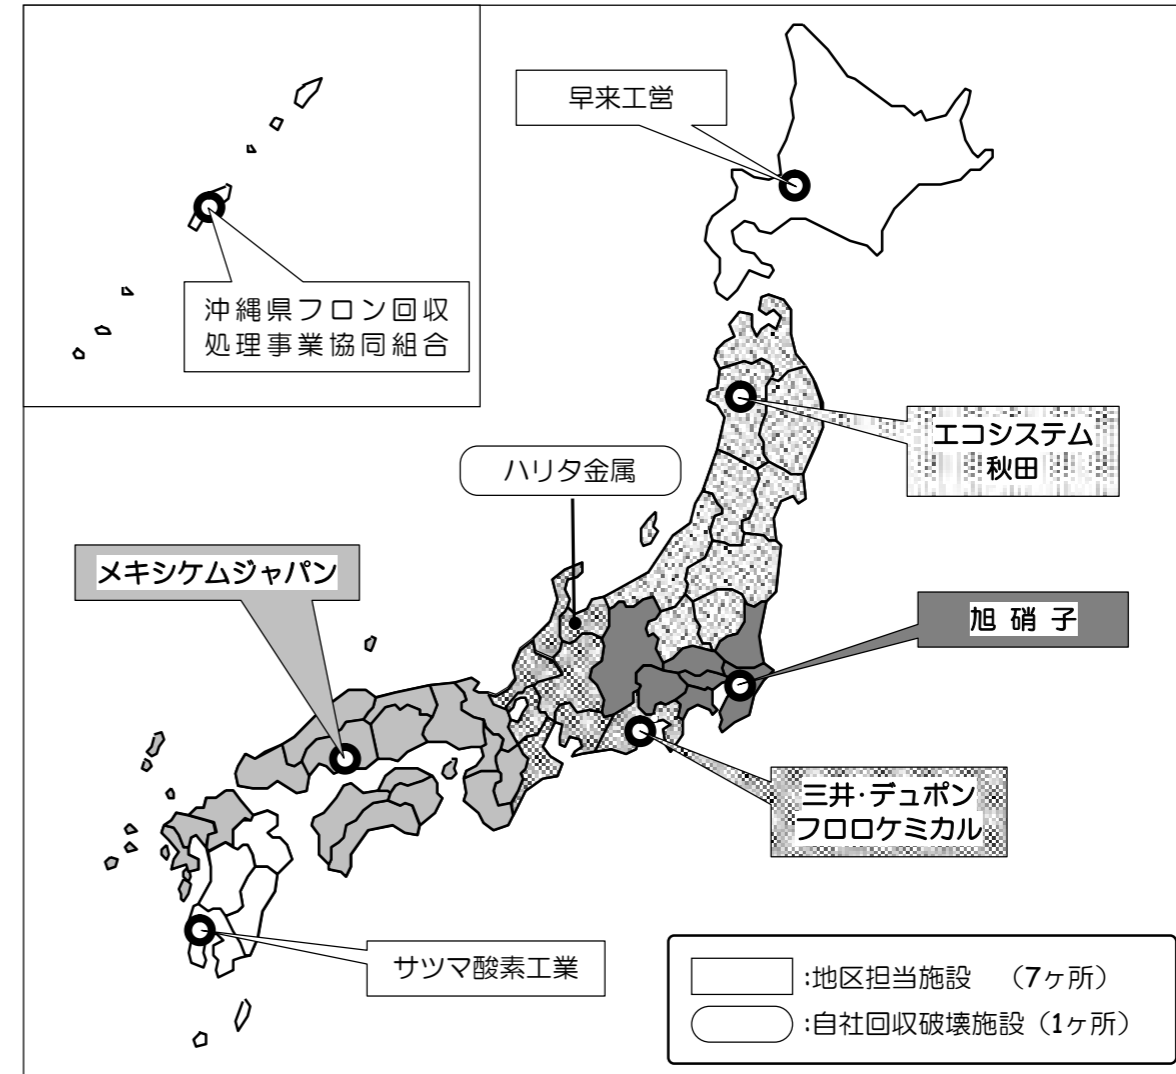 早来工営
沖縄県フロン回収
処理事業協同組合
エコシステム
秋田
ハリタ金属
メキシケムジャパン
旭硝子
三井・デュポン
フロロケミカル
サツマ酸素工業
:地区担当施設 （7ヶ所）
:自社回収破壊施設（1ヶ所）